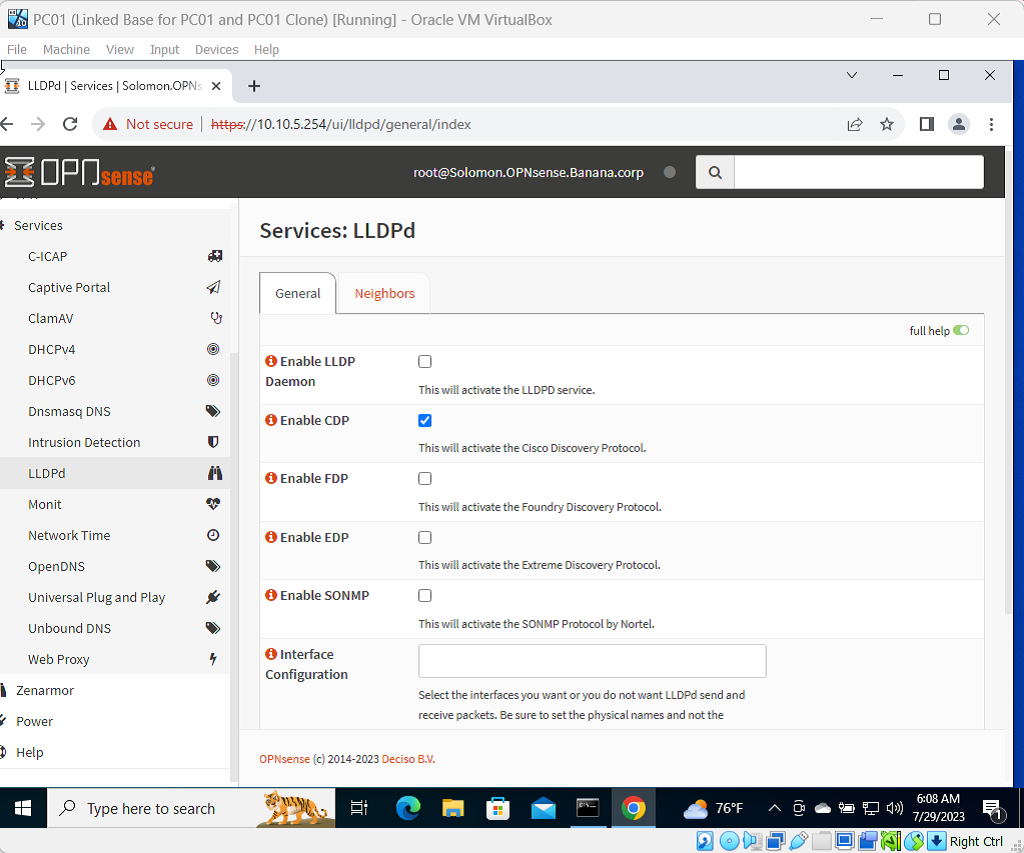 PC01 (Linked Base for PC01 and PC01 Clone) [Running] - Oracle VM VirtualBox
File Machine View Input Devices Help
LLDPd | Services | Solomon.OPNs
Not secure | https://10.10.5.254/ui/lldpd/general/index
OPNsense® root@Solomon.OPNsense.Banana.corp
Services
C-ICAP
Captive Portal
ClamAV
DHCPv4
DHCPv6
Dnsmasq DNS
Intrusion Detection
LLDPd
Monit
Network Time
OpenDNS
Universal Plug and Play
Unbound DNS
Web Proxy
Zenarmor
Power
Help
Services: LLDPd
General Neighbors
full help
Enable LLDP
Daemon
This will activate the LLDPD service.
Enable CDP
This will activate the Cisco Discovery Protocol.
Enable FDP
This will activate the Foundry Discovery Protocol.
Enable EDP
This will activate the Extreme Discovery Protocol.
Enable SONMP
This will activate the SONMP Protocol by Nortel.
Interface
Configuration
Select the interfaces you want or you do not want LLDPd send and
receive packets. Be sure to set the physical names and not the
OPNsense (c) 2014-2023 Deciso B.V.
Type here to search
76°F
6:08 AM
7/29/2023
1
Right Ctrl